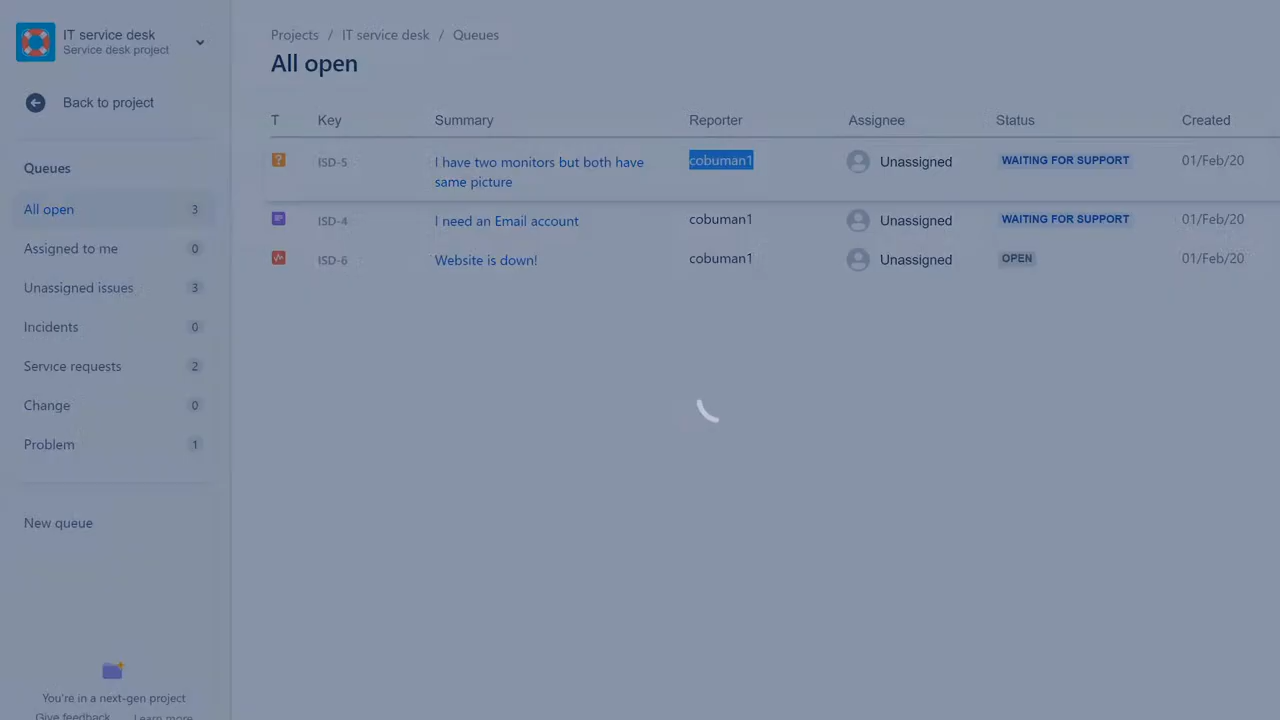 IT service desk
Service desk project
Back to project
Queues
All open 3
Assigned to me 0
Unassigned issues 3
Incidents 0
Service requests 2
Change 0
Problem 1
New queue
You're in a next-gen project
Give feedback Learn more
Projects / IT service desk / Queues
All open
T Key Summary Reporter Assignee Status Created
ISD-5 I have two monitors but both have cobuman1 Unassigned WAITING FOR SUPPORT 01/Feb/20
same picture
ISD-4 I need an Email account cobuman1 Unassigned WAITING FOR SUPPORT 01/Feb/20
ISD-6 Website is down! cobuman1 Unassigned OPEN 01/Feb/20